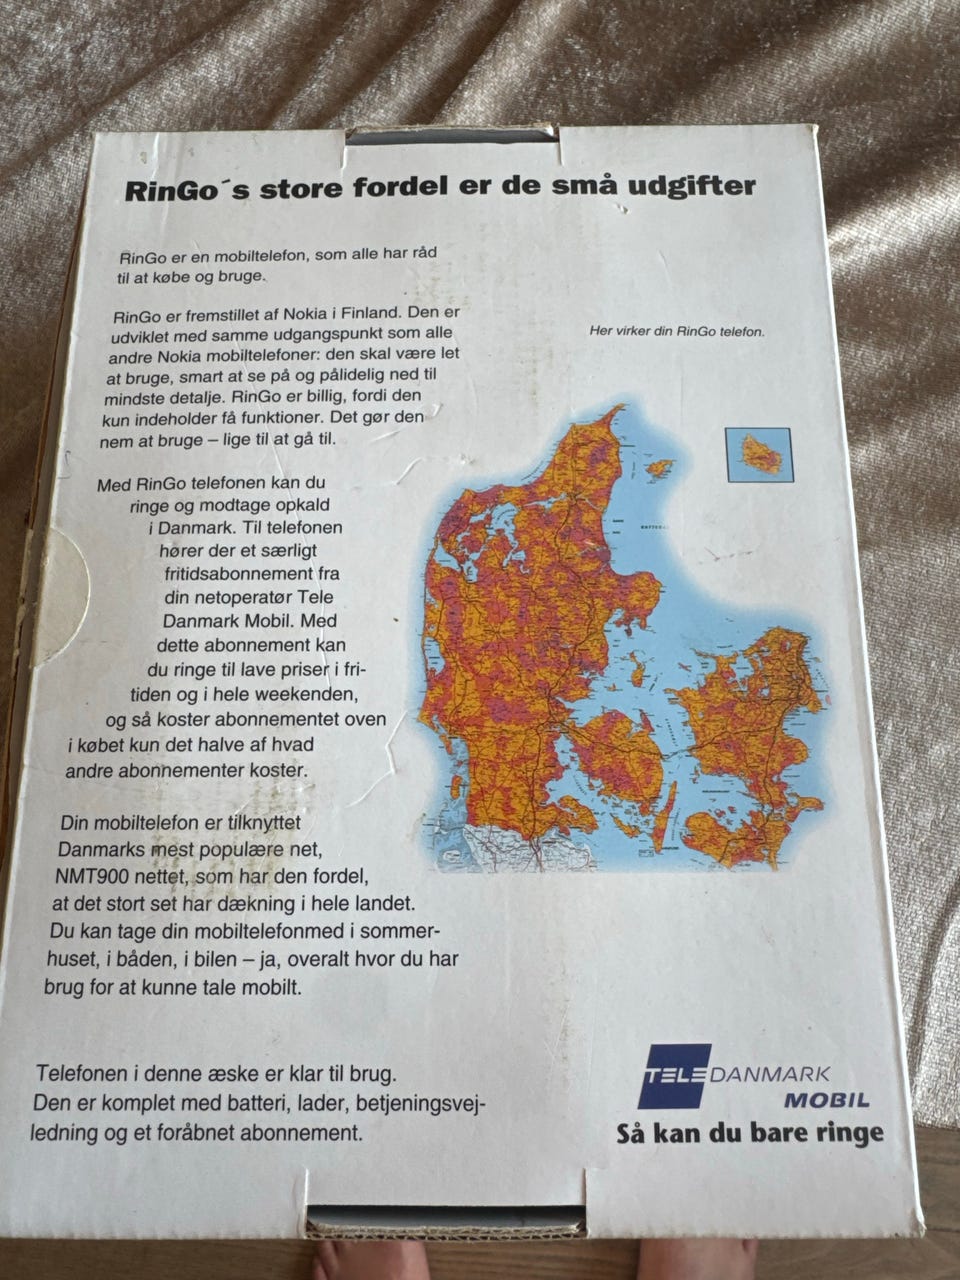 RinGo´s store fordel er de små udgifter
RinGo er en mobiltelefon, som alle har råd
til at købe og bruge.
RinGo er fremstillet af Nokia i Finland. Den er
udviklet med samme udgangspunkt som alle
andre Nokia mobiltelefoner: den skal være let
at bruge, smart at se på og pålidelig ned til
mindste detalje. RinGo er billig, fordi den
kun indeholder få funktioner. Det gør den
nem at bruge – lige til at gå til.
Med RinGo telefonen kan du
ringe og modtage opkald
i Danmark. Til telefonen
hører der et særligt
fritidsabonnement fra
din netoperatør Tele
Danmark Mobil. Med
dette abonnement kan
du ringe til lave priser i fri-
tiden og i hele weekenden,
og så koster abonnementet oven
i købet kun det halve af hvad
andre abonnementer koster.
Din mobiltelefon er tilknyttet
Danmarks mest populære net,
NMT900 nettet, som har den fordel,
at det stort set har dækning i hele landet.
Du kan tage din mobiltelefonmed i sommer-
huset, i båden, i bilen – ja, overalt hvor du har
brug for at kunne tale mobilt.
Telefonen i denne æske er klar til brug.
Den er komplet med batteri, lader, betjeningsvej-
ledning og et foråbnet abonnement.
Her virker din RinGo telefon.
TELE DANMARK
MOBIL
Så kan du bare ringe